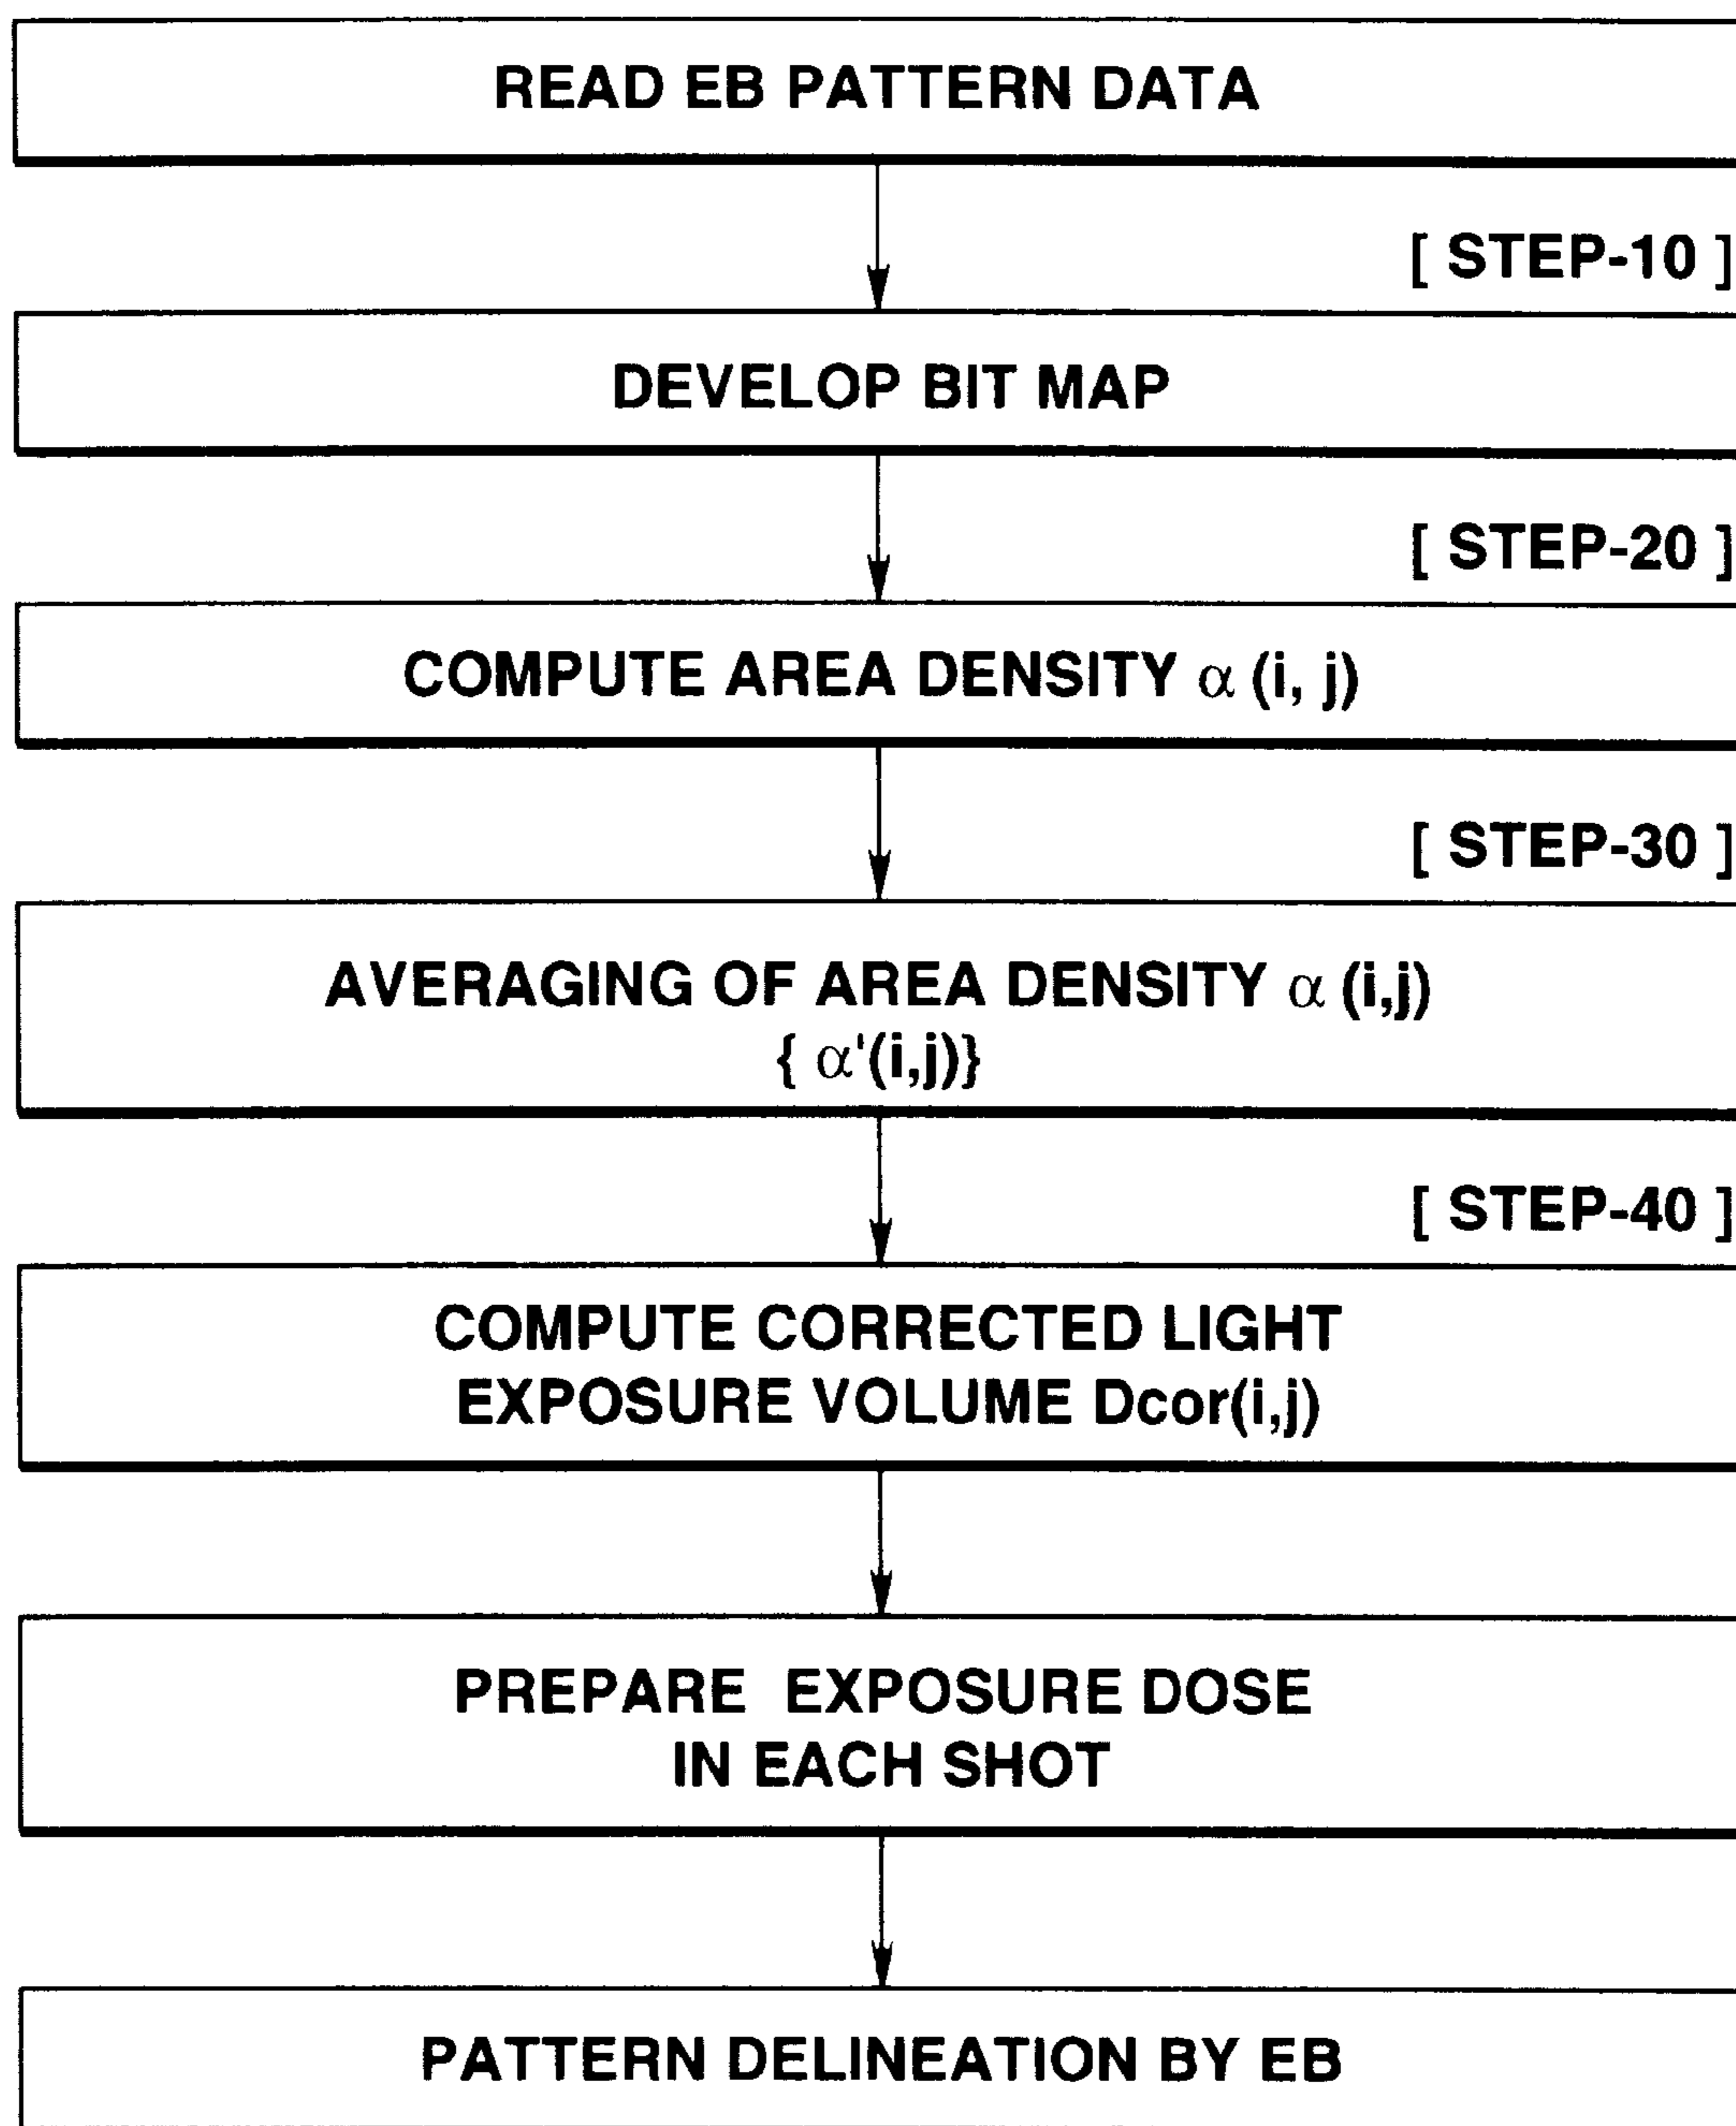 READ EB PATTERN DATA
[ STEP-10 ]
DEVELOP BIT MAP
[ STEP-20 ]
COMPUTE AREA DENSITY α (i, j)
[ STEP-30 ]
AVERAGING OF AREA DENSITY α (i,j)
{ α'(i,j)}
[ STEP-40 ]
COMPUTE CORRECTED LIGHT
EXPOSURE VOLUME Dcor(i,j)
PREPARE EXPOSURE DOSE
IN EACH SHOT
PATTERN DELINEATION BY EB